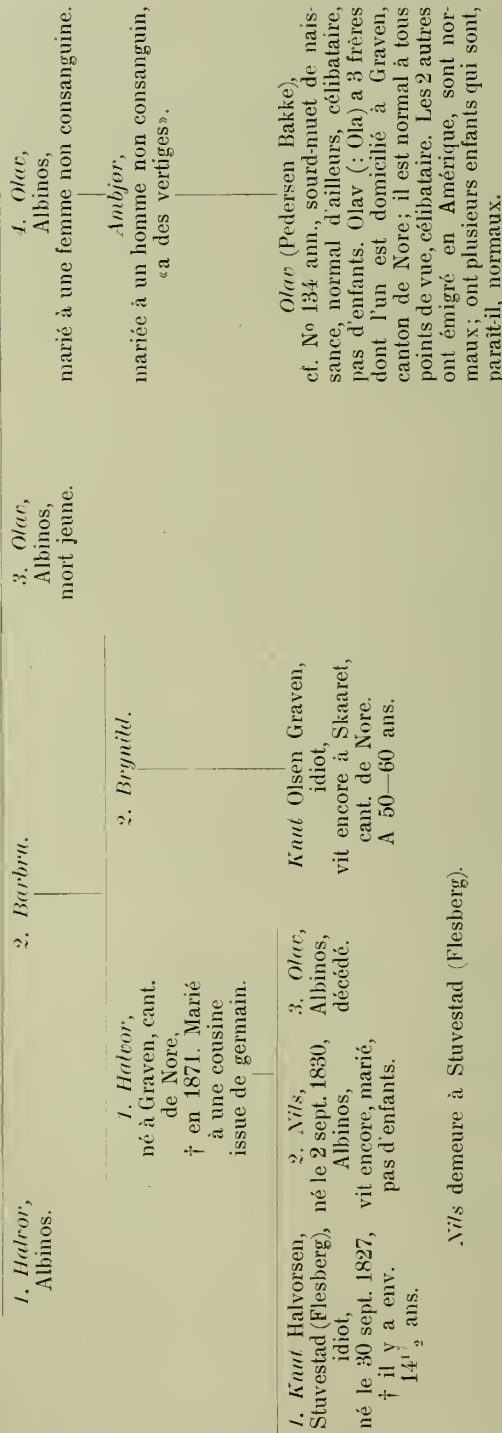 1. Halvor,
Albinos.
2. Barbru.
3. Olav,
Albinos,
mort jeune.
4. Olav,
Albinos,
marié à une femme non consanguine.
1. Halvor,
né à Graven, cant.
de Nore,
† en 1871. Marié
à une cousine
issue de germain.
2. Brynild.
Ambjør,
mariée à un homme non consanguin,
«a des vertiges».
1. Knut Halvorsen,
Stuvestad (Flesberg),
idiot,
né le 30 sept. 1827,
† il y a env.
14 1/2 ans.
2. Nils,
né le 2 sept. 1830,
Albinos,
vit encore, marié,
pas d'enfants.
3. Olav,
Albinos,
décédé.
Knut Olsen Graven,
idiot,
vit encore à Skaaret,
cant. de Nore.
A 50—60 ans.
Olav (Pedersen Bakke),
cf. No 134 ann., sourd-muet de nais-
sance, normal d'ailleurs, célibataire,
pas d'enfants. Olav (: Ola) a 3 frères
dont l'un est domicilié à Graven,
canton de Nore; il est normal à tous
points de vue, célibataire. Les 2 autres
ont émigré en Amérique, sont nor-
maux; ont plusieurs enfants qui sont,
paraît-il, normaux.
Nils demeure à Stuvestad (Flesberg).